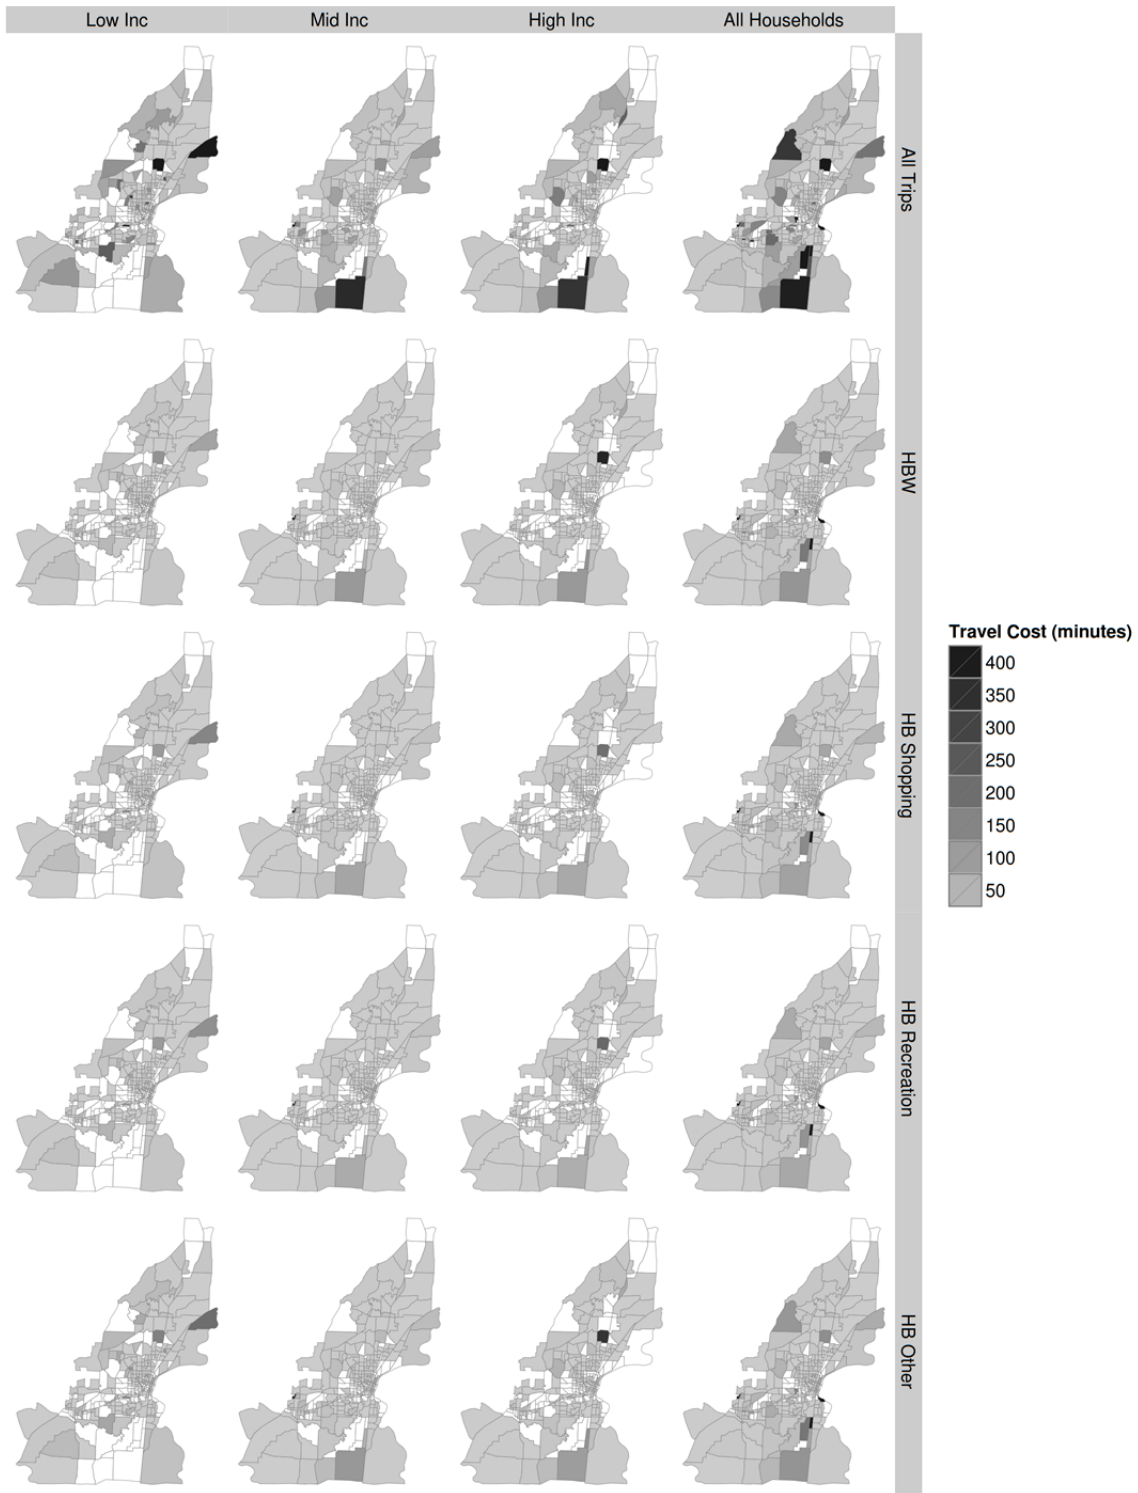 Low Inc
Mid Inc
High Inc
All Households
All Trips
HBW
HB Shopping
HB Recreation
HB Other
Travel Cost (minutes)
400
350
300
250
200
150
100
50